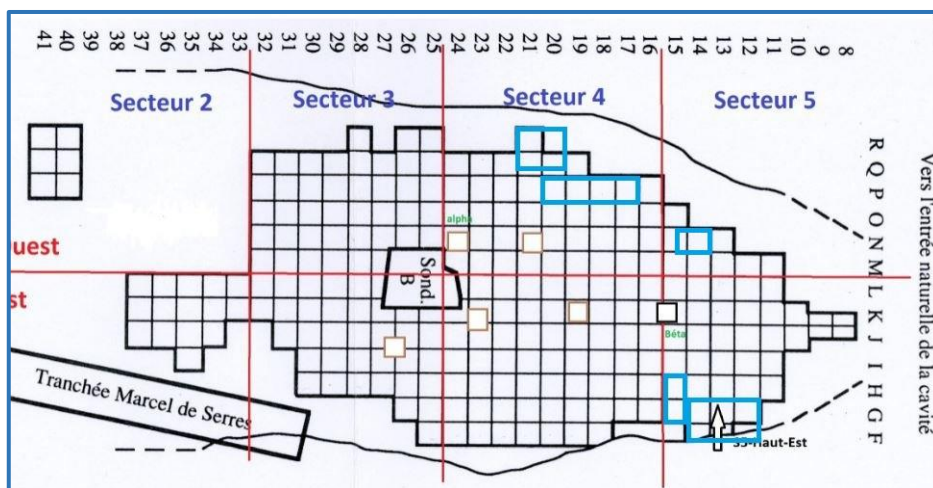 41 40 39 38 37 36 35 34 33 32 31 30 29 28 27 26 25 24 23 22 21 20 19 18 17 16 15 14 13 12 11 10 9 8
Secteur 2 Secteur 3 Secteur 4 Secteur 5
R
Q
P
O
N
M
L
K
J
I
H
G
F
Vers l'entrée naturelle de la cavité
alpha
uest
st
Sond.
B
Béta
Tranchée Marcel de Serres
S5-Haut-Est